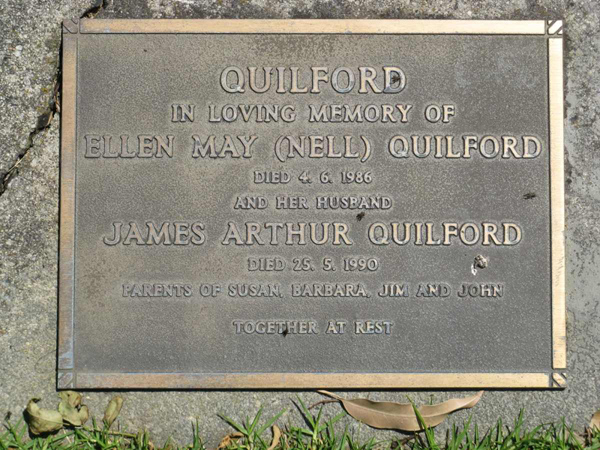 QUILFORD
IN LOVING MEMORY OF
ELLEN MAY (NELL) QUILFORD
DIED 4. 6. 1986
AND HER HUSBAND
JAMES ARTHUR QUILFORD
DIED 25. 5. 1990
PARENTS OF SUSAN, BARBARA, JIM AND JOHN
TOGETHER AT REST